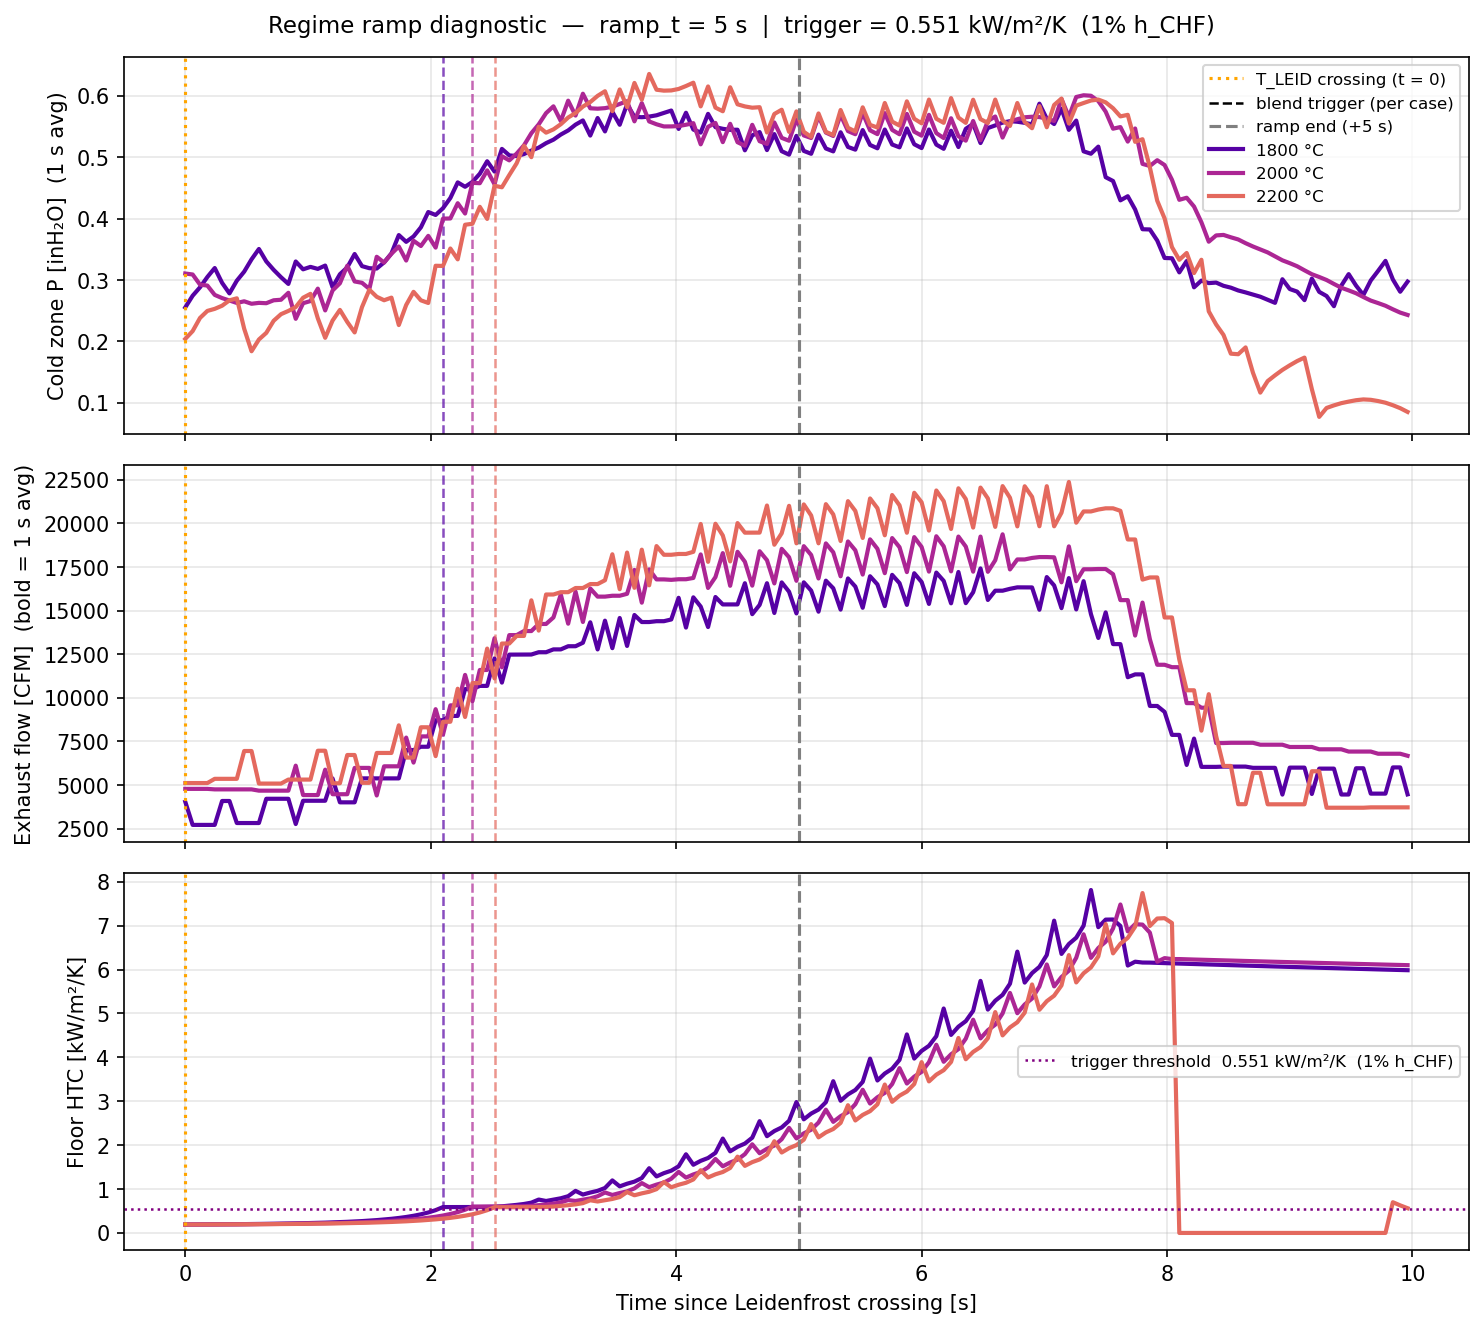 Regime ramp diagnostic — ramp_t = 5 s | trigger = 0.551 kW/m²/K (1% h_CHF)
Cold zone P [inH₂O] (1 s avg)
0.6
0.5
0.4
0.3
0.2
0.1
T_LEID crossing (t = 0)
blend trigger (per case)
ramp end (+5 s)
1800 °C
2000 °C
2200 °C
Exhaust flow [CFM] (bold = 1 s avg)
22500
20000
17500
15000
12500
10000
7500
5000
2500
Floor HTC [kW/m²/K]
8
7
6
5
4
3
2
1
0
trigger threshold 0.551 kW/m²/K (1% h_CHF)
0 2 4 6 8 10
Time since Leidenfrost crossing [s]